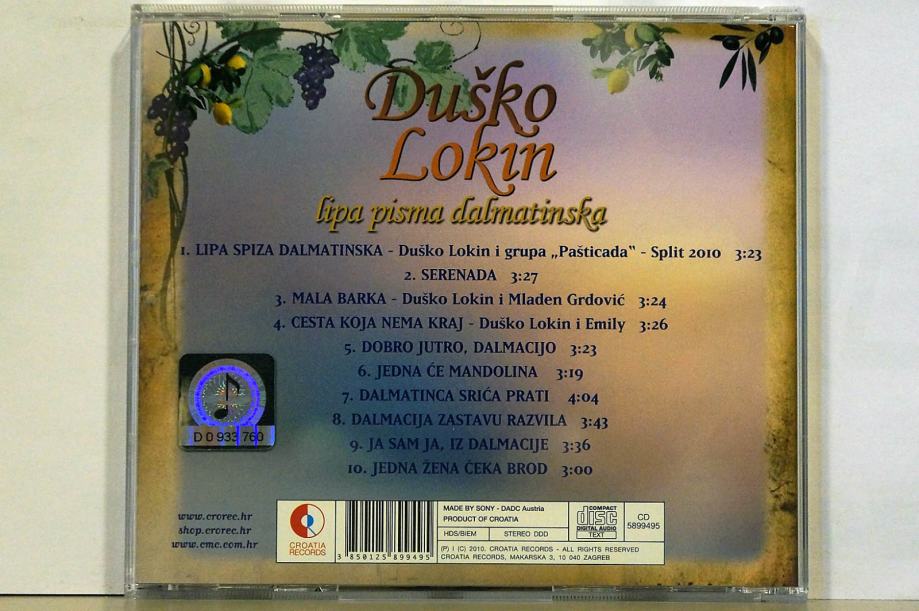 Duško
Lokin
lipa pisma dalmatinska
1. LIPA SPIZA DALMATINSKA - Duško Lokin i grupa „Pašticada" - Split 2010 3:23
2. SERENADA 3:27
3. MALA BARKA - Duško Lokin i Mladen Grdović 3:24
4. CESTA KOJA NEMA KRAJ - Duško Lokin i Emily 3:26
5. DOBRO JUTRO, DALMACIJO 3:23
6. JEDNA ĆE MANDOLINA 3:19
7. DALMATINCA SRIĆA PRATI 4:04
8. DALMACIJA ZASTAVU RAZVILA 3:43
9. JA SAM JA, IZ DALMACIJE 3:36
10. JEDNA ŽENA ČEKA BROD 3:00
D 0 933 760
www.crorec.hr
shop.crorec.hr
www.cmc.com.hr
CROATIA
RECORDS
3 850125 899495
MADE BY SONY - DADC Austria
PRODUCT OF CROATIA
HDS/BIEM STEREO DDD
COMPACT
disc
DIGITAL AUDIO
TEXT
CD
5899495
(P) i (C) 2010. CROATIA RECORDS - ALL RIGHTS RESERVED
CROATIA RECORDS, MAKARSKA 3, 10 040 ZAGREB